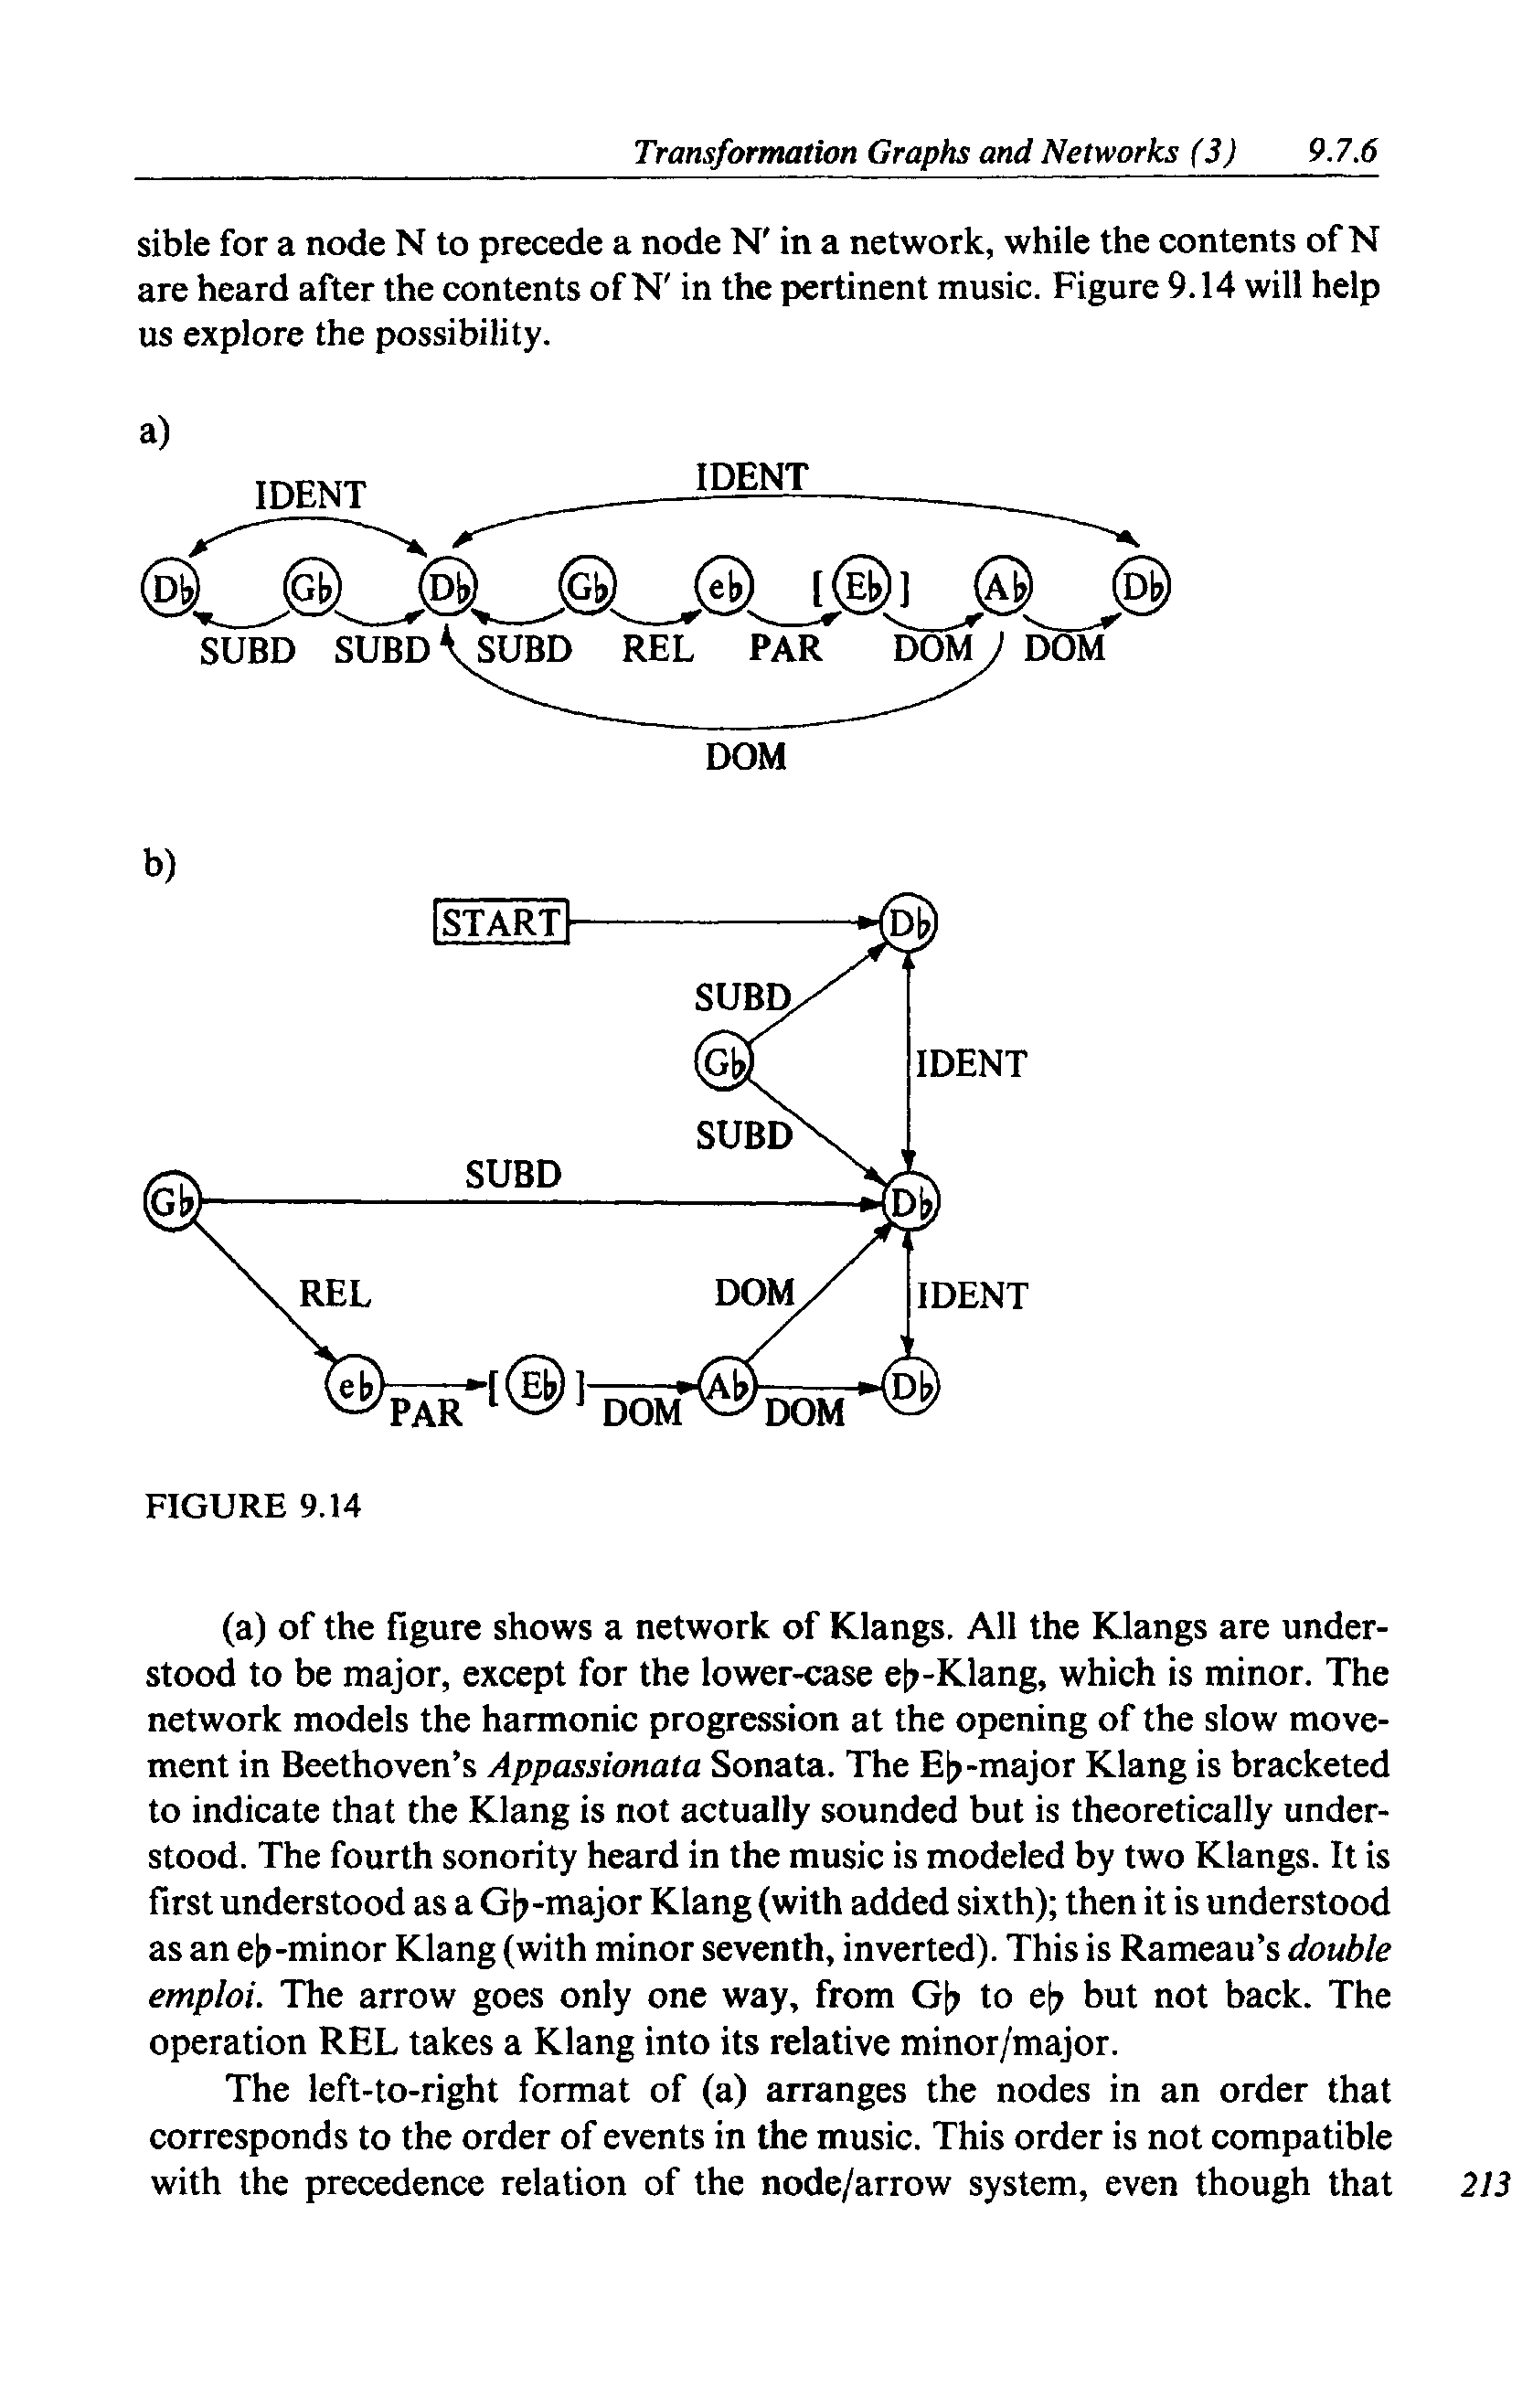 Transformation Graphs and Networks (3) 9.7.6
sible for a node N to precede a node N′ in a network, while the contents of N
are heard after the contents of N′ in the pertinent music. Figure 9.14 will help
us explore the possibility.
a)
IDENT IDENT
D♭ G♭ D♭ G♭ e♭ [E♭] A♭ D♭
SUBD SUBD SUBD REL PAR DOM DOM
DOM
b)
START D♭
SUBD
G♭ IDENT
SUBD
SUBD
G♭ D♭
REL DOM IDENT
e♭ [E♭] A♭ D♭
PAR DOM DOM
FIGURE 9.14
(a) of the figure shows a network of Klangs. All the Klangs are under-
stood to be major, except for the lower-case e♭-Klang, which is minor. The
network models the harmonic progression at the opening of the slow move-
ment in Beethoven's Appassionata Sonata. The E♭-major Klang is bracketed
to indicate that the Klang is not actually sounded but is theoretically under-
stood. The fourth sonority heard in the music is modeled by two Klangs. It is
first understood as a G♭-major Klang (with added sixth); then it is understood
as an e♭-minor Klang (with minor seventh, inverted). This is Rameau's double
emploi. The arrow goes only one way, from G♭ to e♭ but not back. The
operation REL takes a Klang into its relative minor/major.
The left-to-right format of (a) arranges the nodes in an order that
corresponds to the order of events in the music. This order is not compatible
with the precedence relation of the node/arrow system, even though that 213